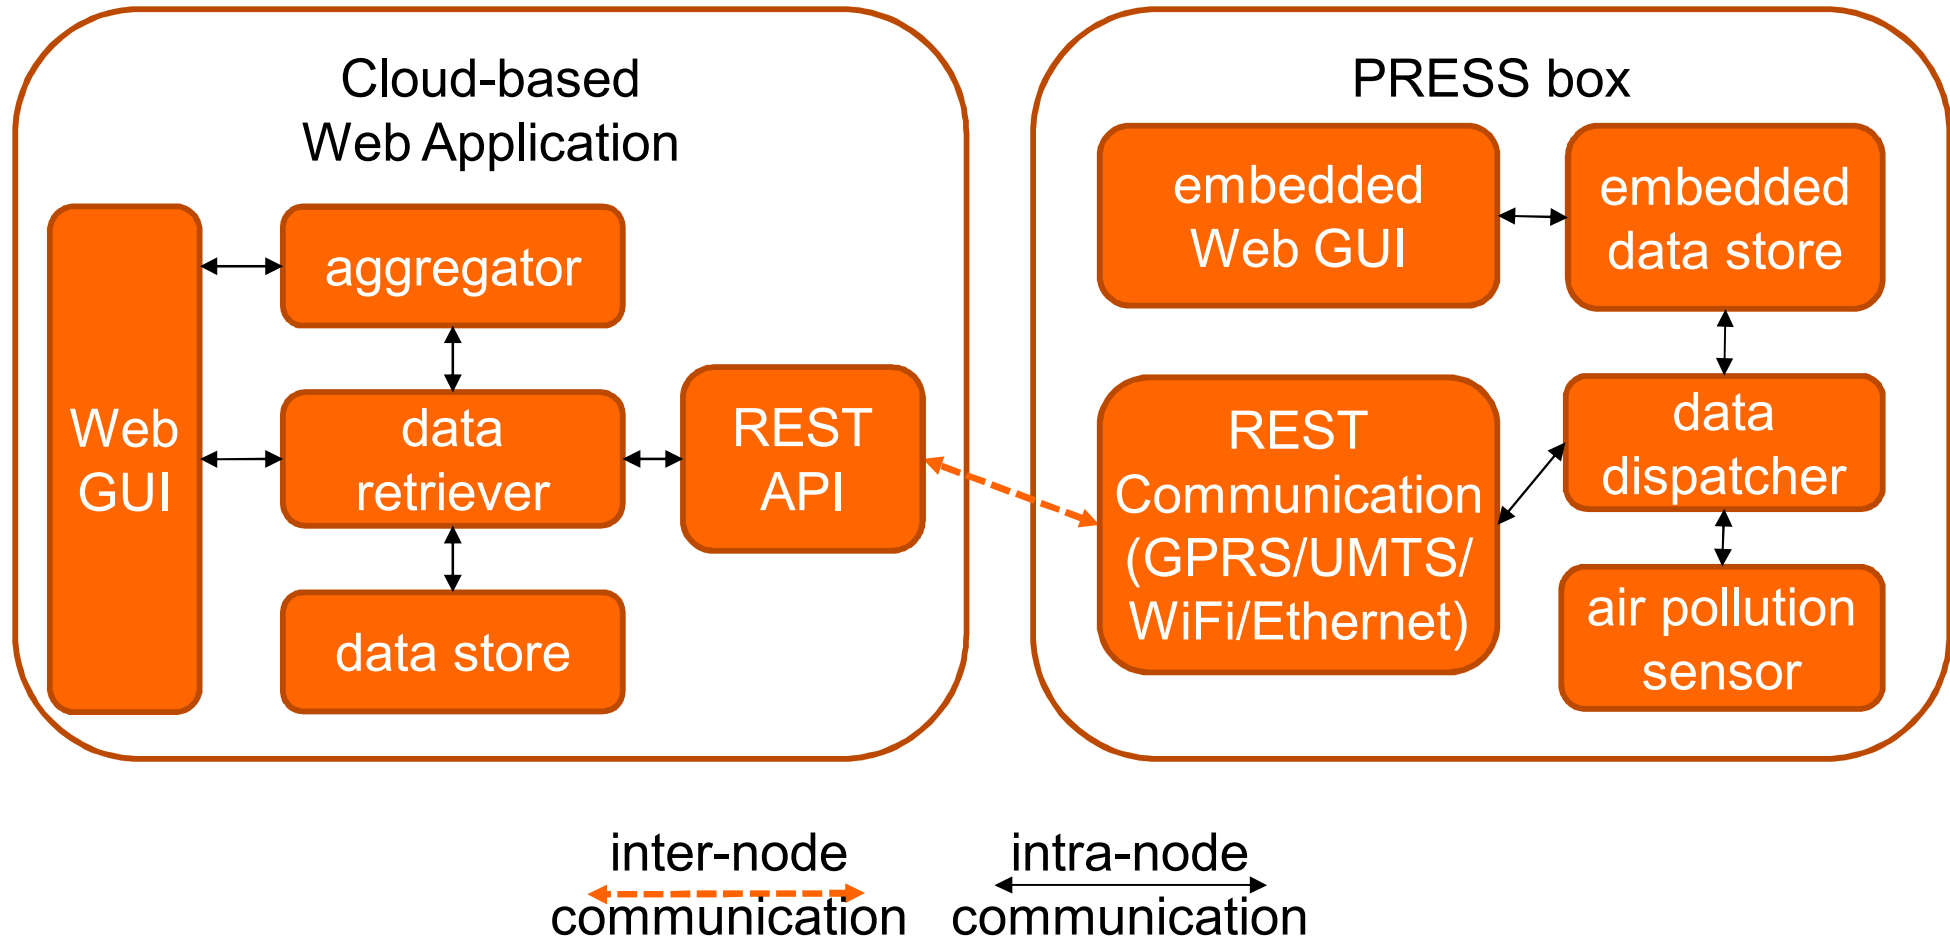 Cloud-based
Web Application
Web
GUI
aggregator
data
retriever
data store
REST
API
PRESS box
embedded
Web GUI
embedded
data store
REST
Communication
(GPRS/UMTS/
WiFi/Ethernet)
data
dispatcher
air pollution
sensor
inter-node
communication
intra-node
communication